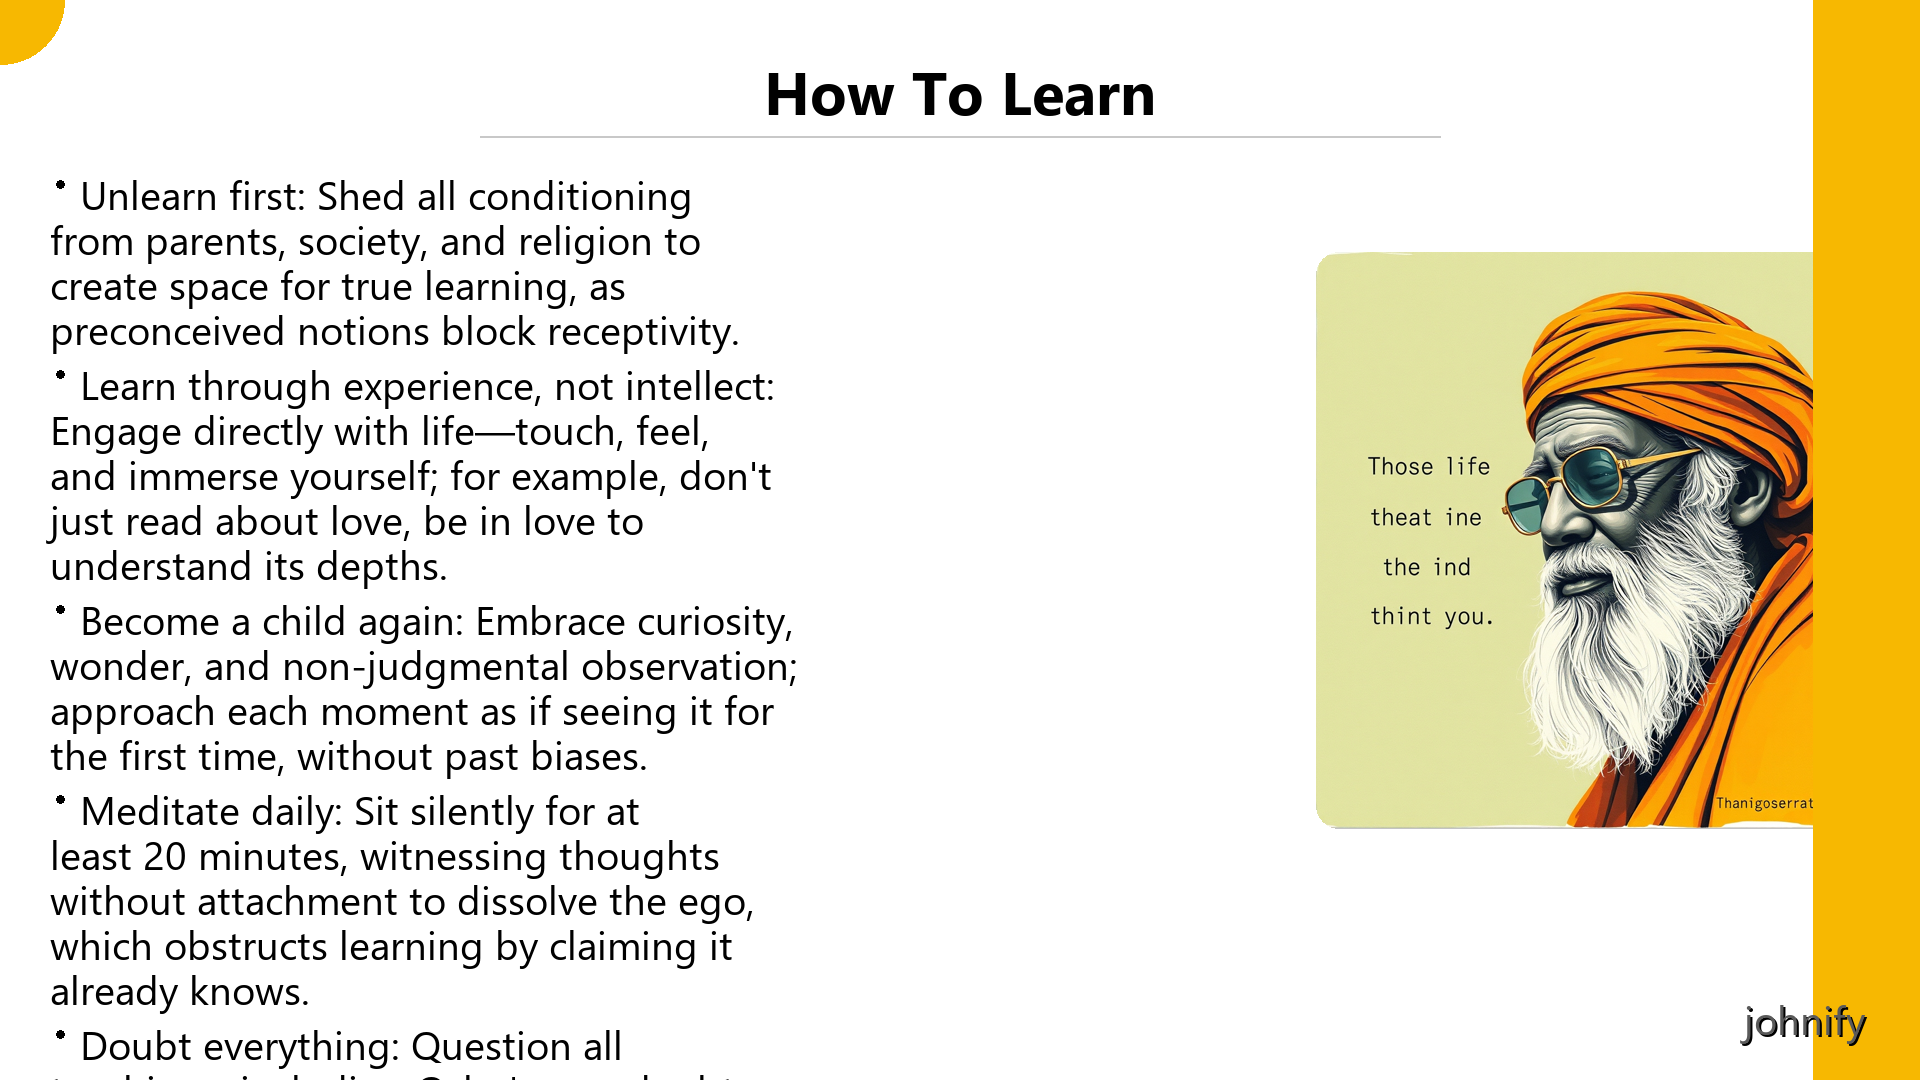 How To Learn
• Unlearn first: Shed all conditioning
from parents, society, and religion to
create space for true learning, as
preconceived notions block receptivity.
• Learn through experience, not intellect:
Engage directly with life—touch, feel,
and immerse yourself; for example, don't
just read about love, be in love to
understand its depths.
• Become a child again: Embrace curiosity,
wonder, and non-judgmental observation;
approach each moment as if seeing it for
the first time, without past biases.
• Meditate daily: Sit silently for at
least 20 minutes, witnessing thoughts
without attachment to dissolve the ego,
which obstructs learning by claiming it
already knows.
• Doubt everything: Question all
Those life
theat ine
the ind
thint you.
Thanigoserrat
johnify